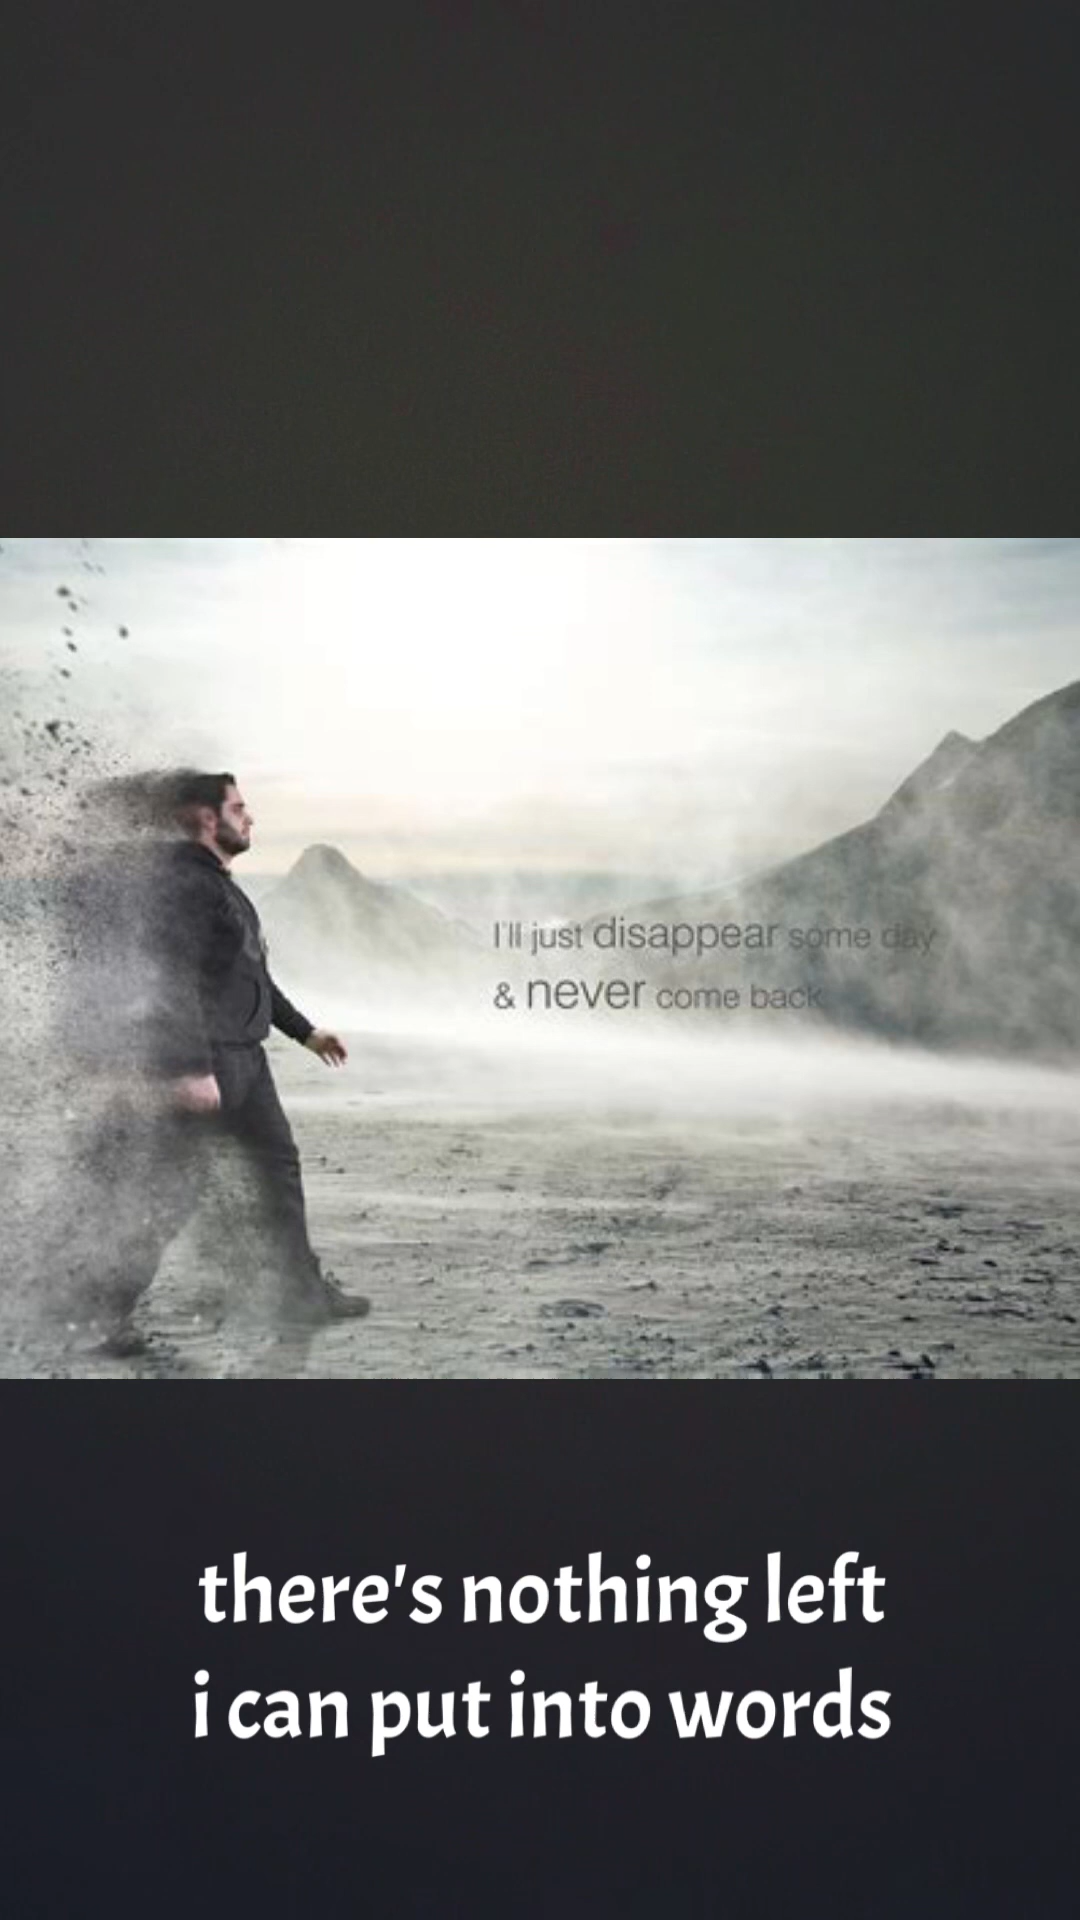 I'll just disappear some day
& never come back
there's nothing left
i can put into words